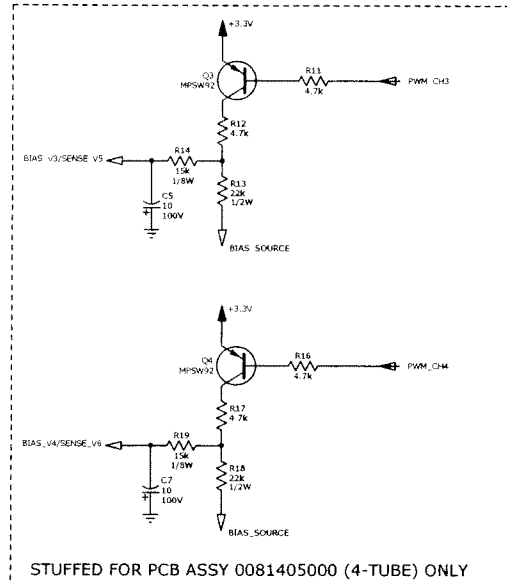 +3.3V
Q3
MPSW92
R11
4.7k
PWM_CH3
R12
4.7k
BIAS_V3/SENSE_V5
R14
15k
1/8W
R13
22k
1/2W
C5
10
100V
+
BIAS_SOURCE
+3.3V
Q4
MPSW92
R16
4.7k
PWM_CH4
R17
4.7k
BIAS_V4/SENSE_V6
R19
15k
1/8W
R18
22k
1/2W
C7
10
100V
+
BIAS_SOURCE
STUFFED FOR PCB ASSY 0081405000 (4-TUBE) ONLY